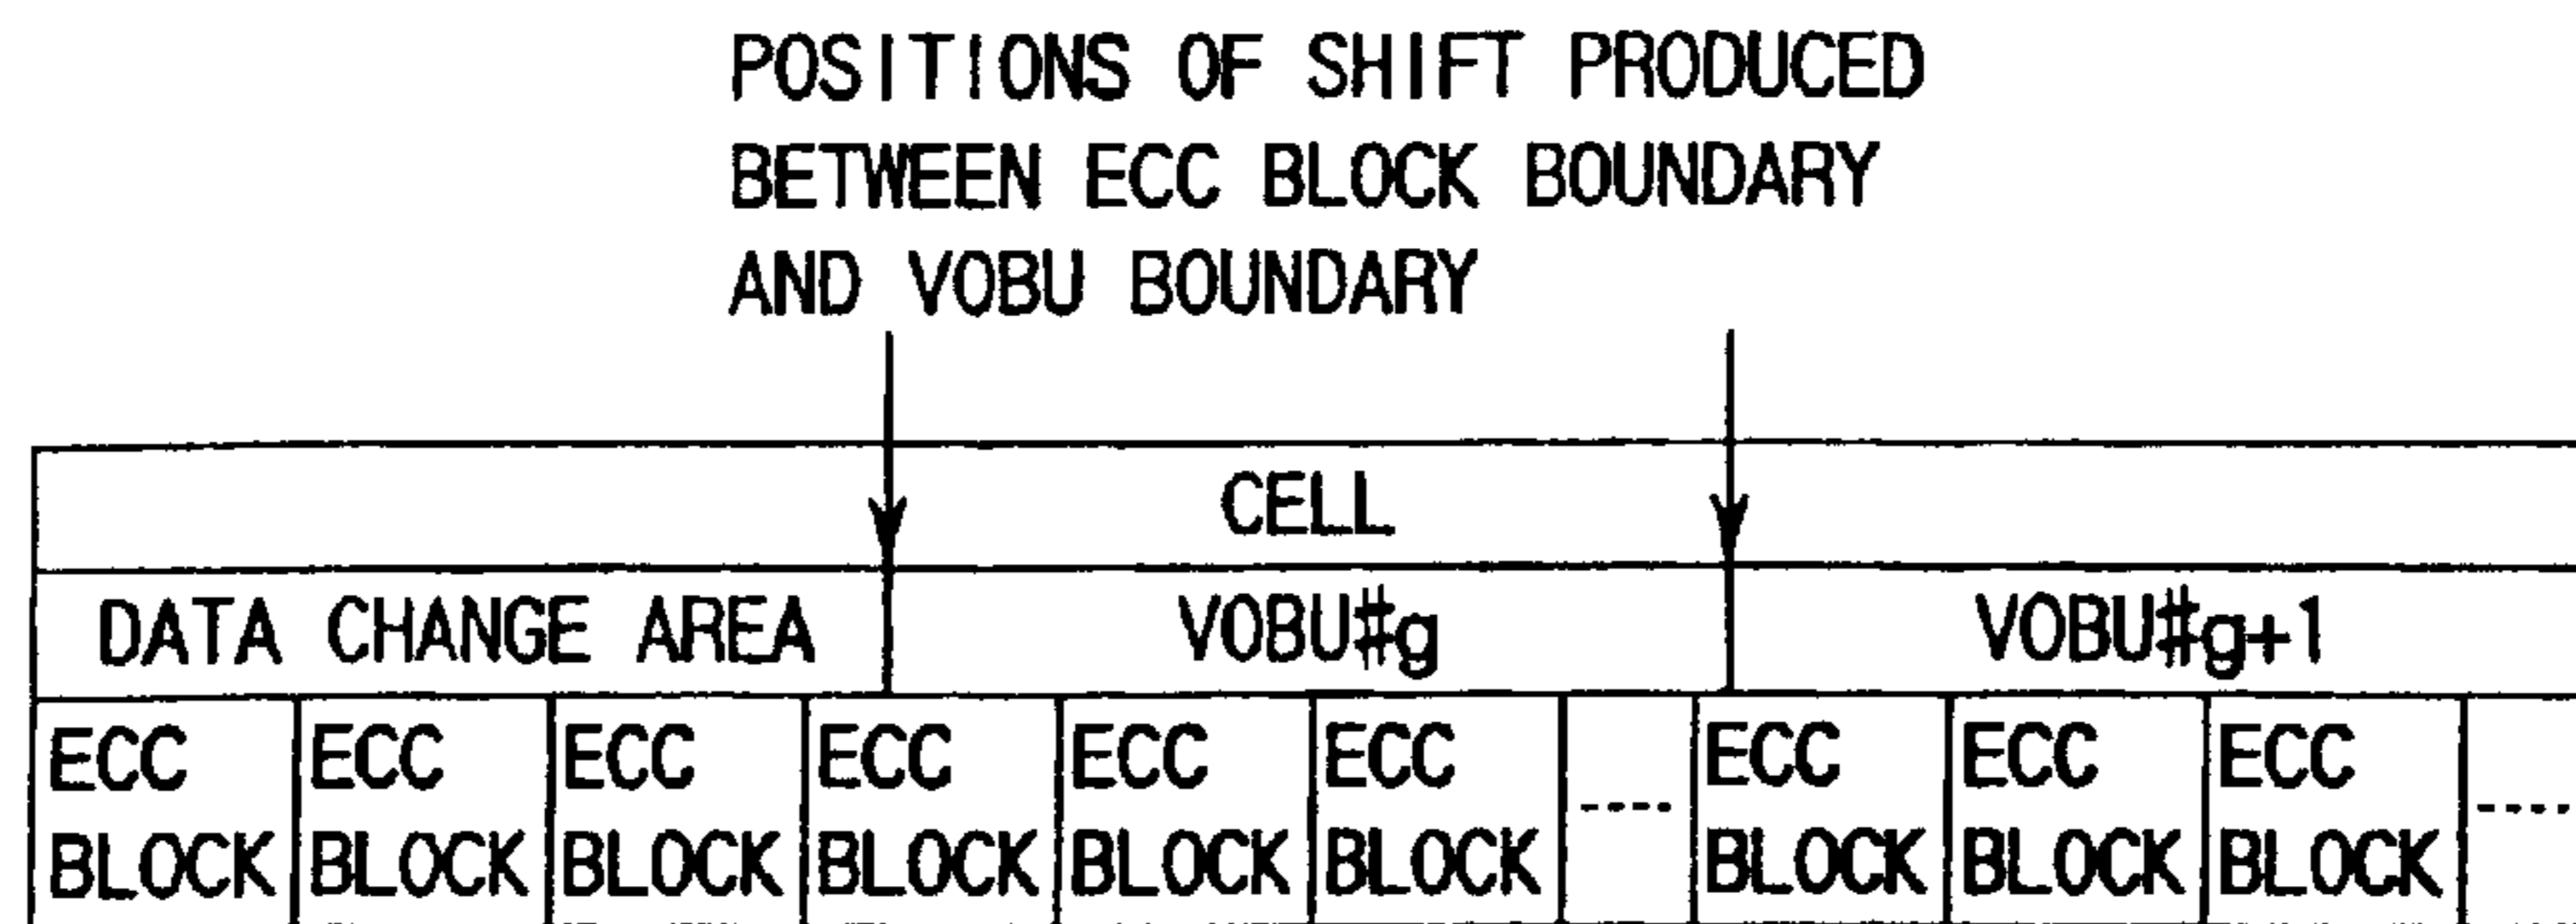 POSITIONS OF SHIFT PRODUCED
BETWEEN ECC BLOCK BOUNDARY
AND VOBU BOUNDARY
CELL
DATA CHANGE AREA VOBU#g VOBU#g+1
ECC ECC ECC ECC ECC ECC ---- ECC ECC ECC ----
BLOCK BLOCK BLOCK BLOCK BLOCK BLOCK BLOCK BLOCK BLOCK